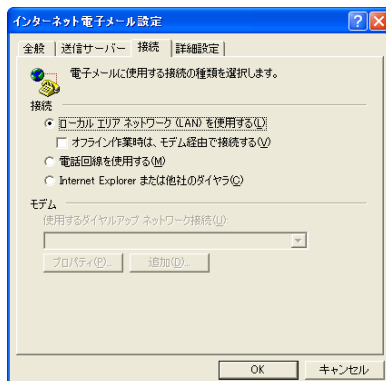 インターネット電子メール設定
全般 送信サーバー 接続 詳細設定
電子メールに使用する接続の種類を選択します。
接続
ローカル エリア ネットワーク (LAN) を使用する(L)
オフライン作業時は、モデム経由で接続する(V)
電話回線を使用する(M)
Internet Explorer または他社のダイヤラ(C)
モデム
使用するダイヤルアップ ネットワーク接続(U):
プロパティ(P)... 追加(D)...
OK キャンセル